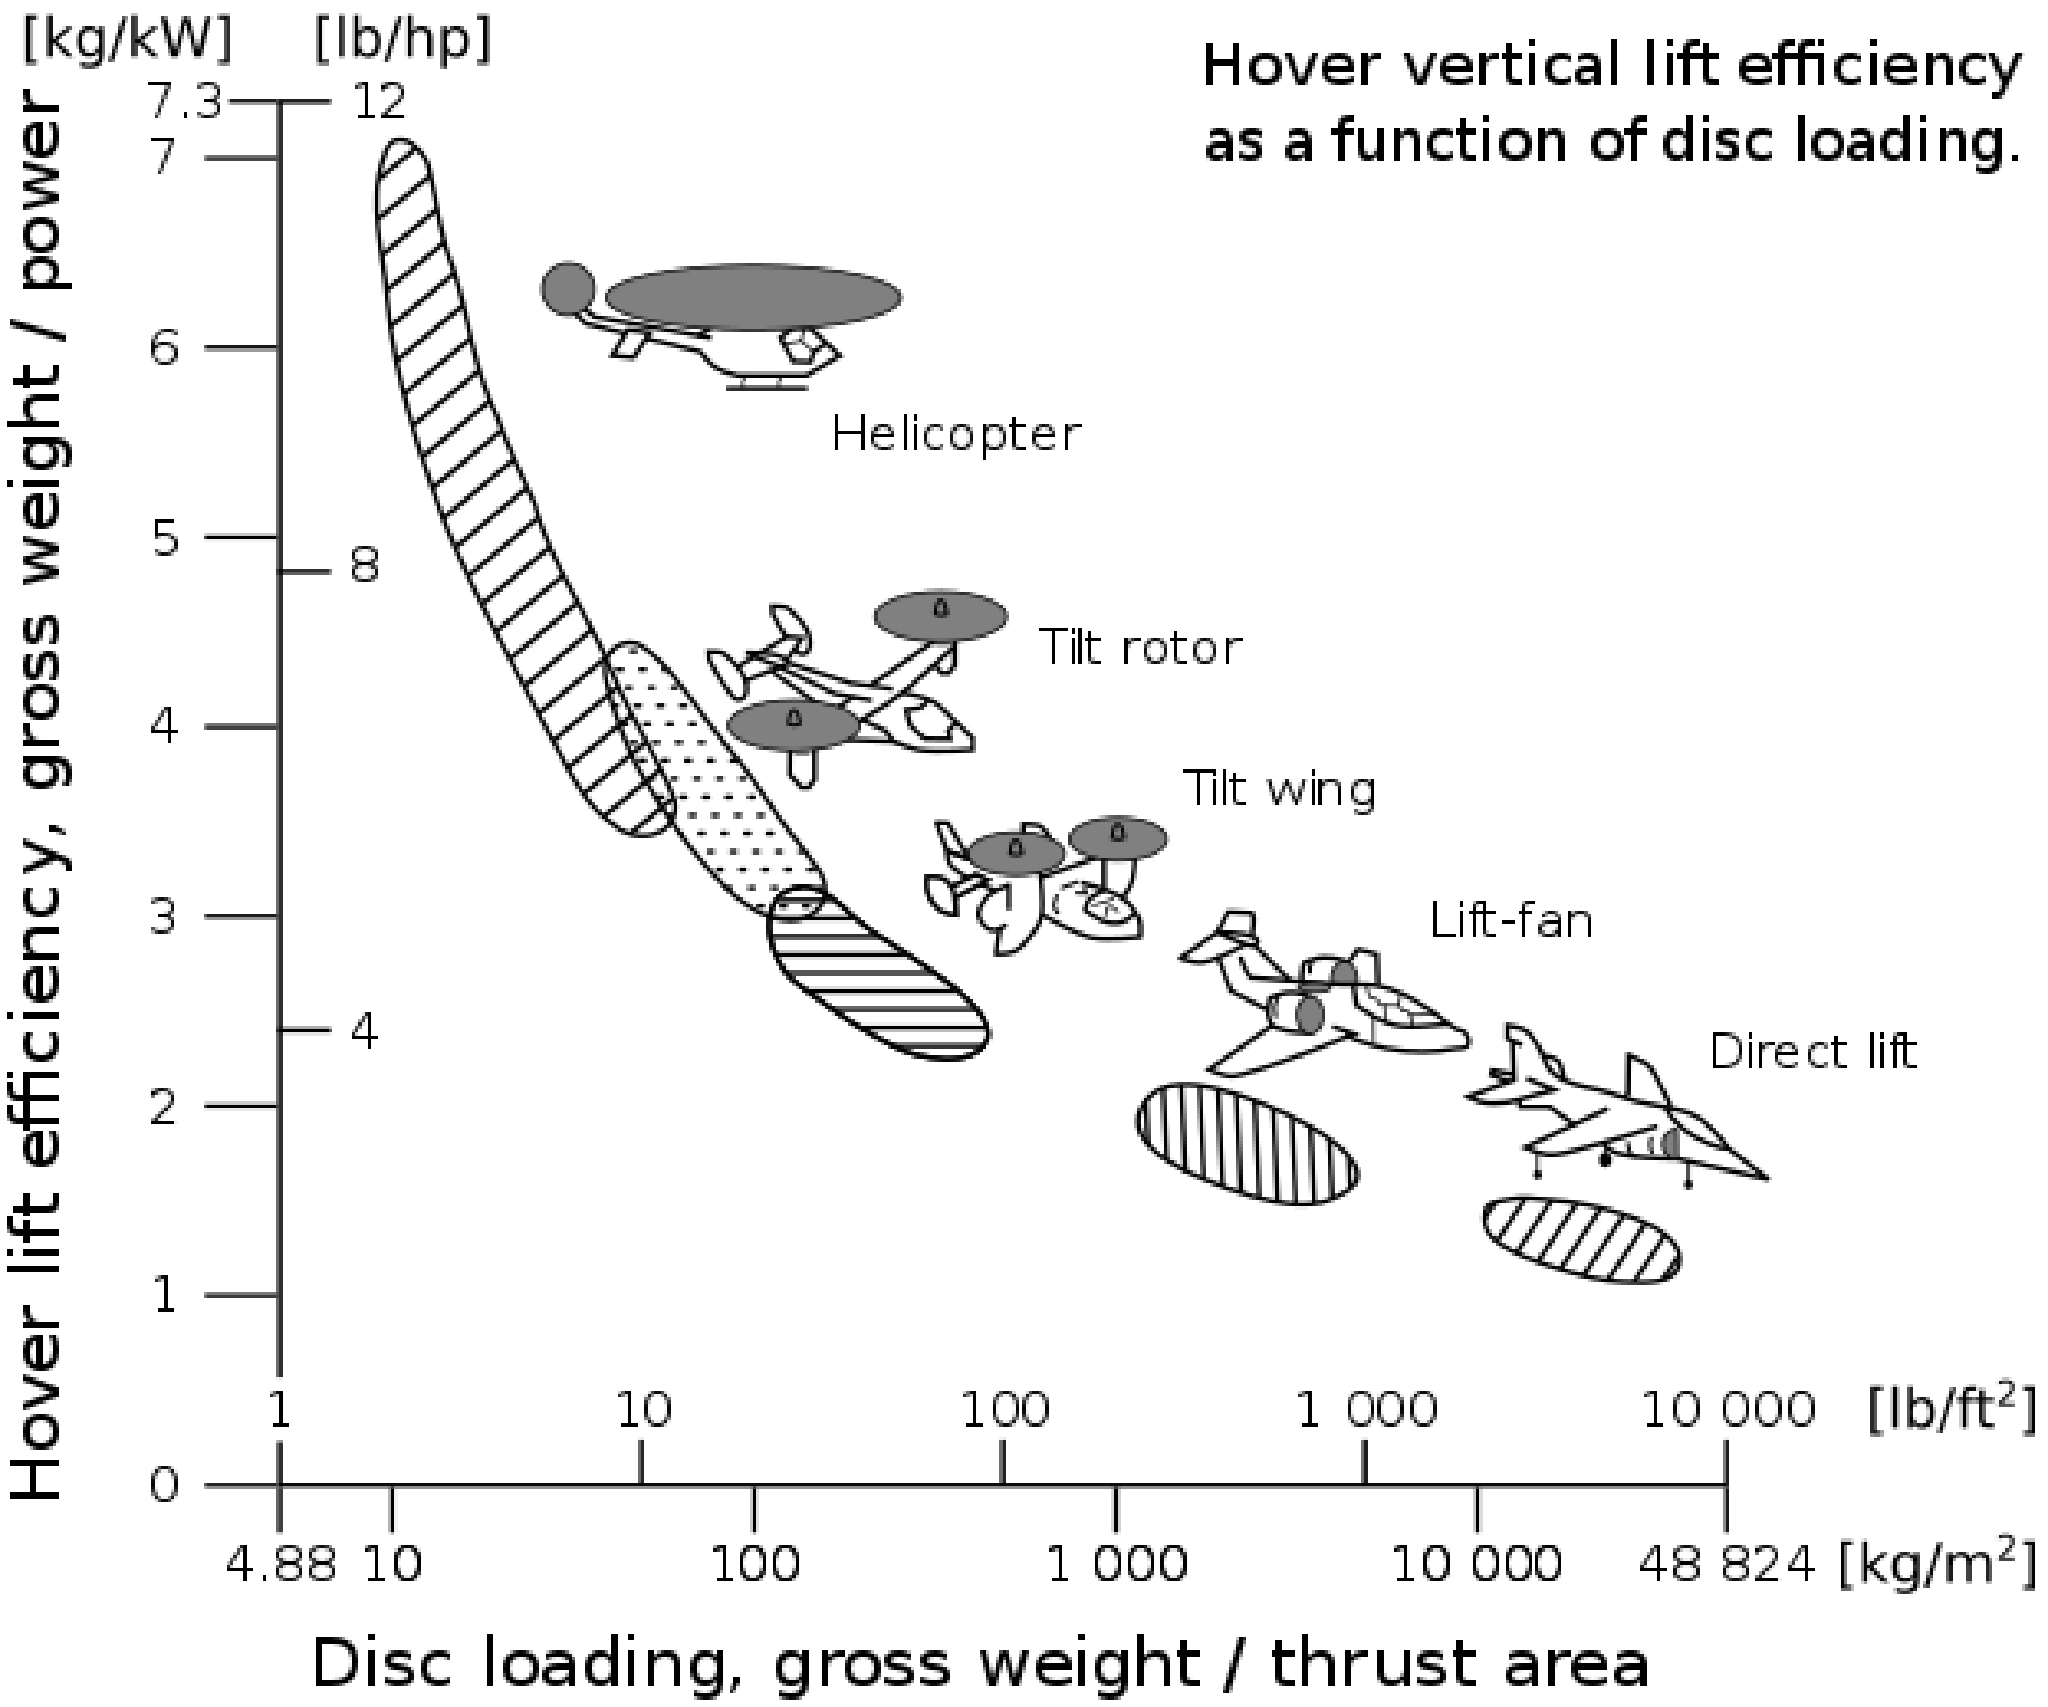 [kg/kW] [lb/hp]
Hover vertical lift efficiency
as a function of disc loading.
Hover lift efficiency, gross weight / power
7.3 12
7
6
Helicopter
5
8
Tilt rotor
4
Tilt wing
3
Lift-fan
4
Direct lift
2
1
1 10 100 1 000 10 000 [lb/ft²]
0
4.88 10 100 1 000 10 000 48 824 [kg/m²]
Disc loading, gross weight / thrust area